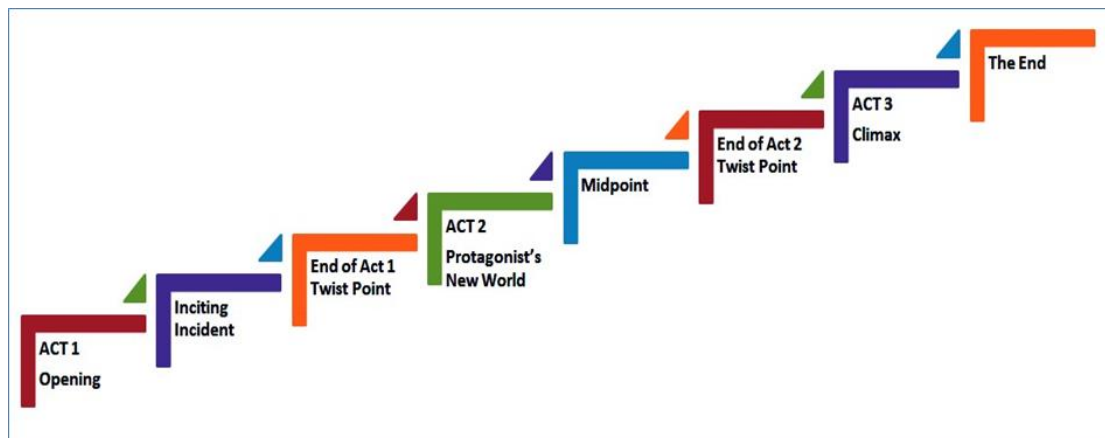 ACT 1
Opening
Inciting
Incident
End of Act 1
Twist Point
ACT 2
Protagonist's
New World
Midpoint
End of Act 2
Twist Point
ACT 3
Climax
The End